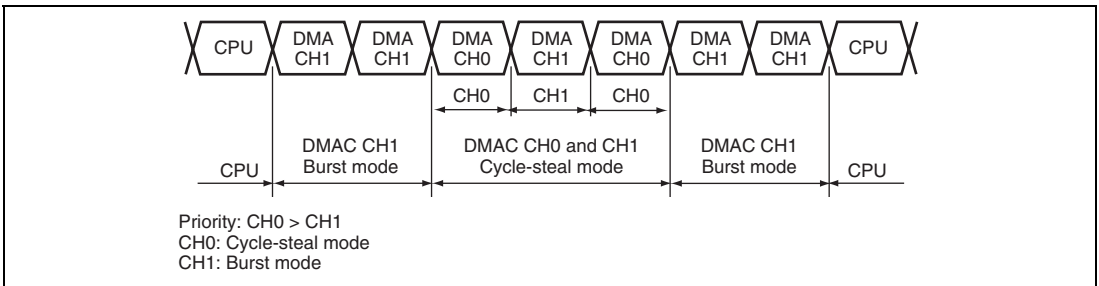 CPU DMA CH1 DMA CH1 DMA CH0 DMA CH1 DMA CH0 DMA CH1 DMA CH1 CPU
CH0 CH1 CH0
DMAC CH1 Burst mode
DMAC CH0 and CH1 Cycle-steal mode
DMAC CH1 Burst mode
CPU
CPU
Priority: CH0 > CH1
CH0: Cycle-steal mode
CH1: Burst mode